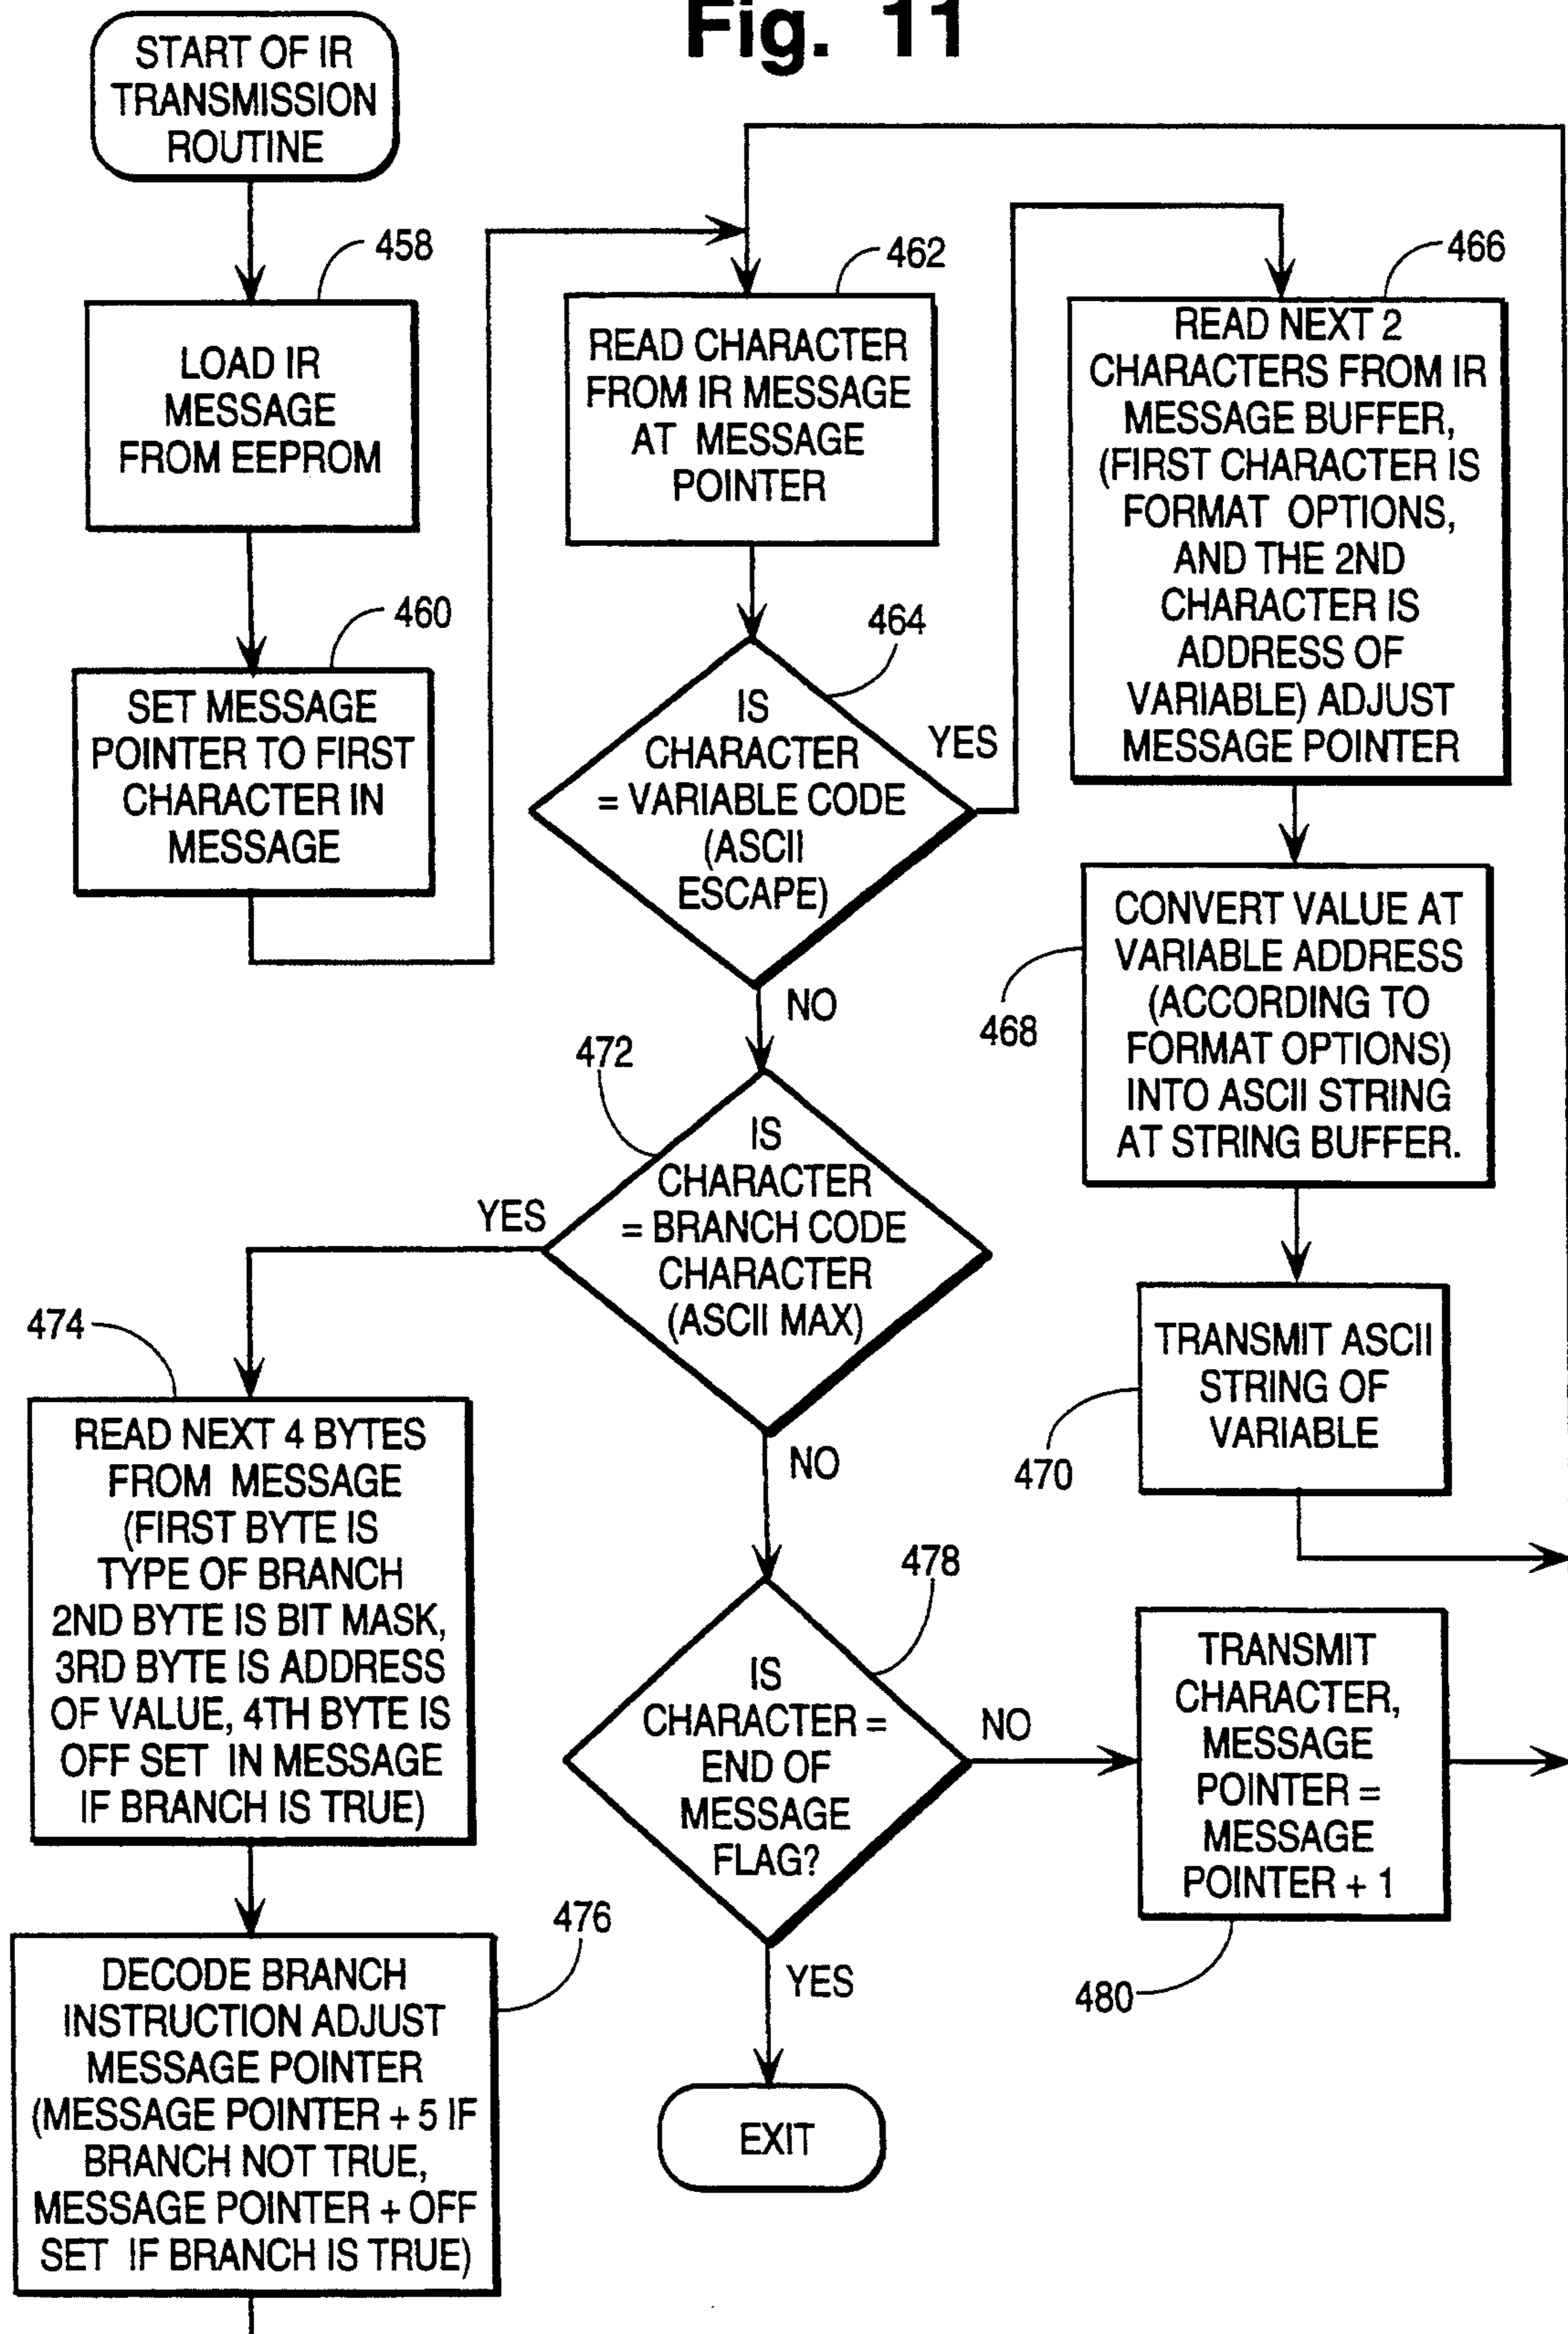 Fig. 11
START OF IR
TRANSMISSION
ROUTINE
458
LOAD IR
MESSAGE
FROM EEPROM
460
SET MESSAGE
POINTER TO FIRST
CHARACTER IN
MESSAGE
462
READ CHARACTER
FROM IR MESSAGE
AT MESSAGE
POINTER
464
IS
CHARACTER
= VARIABLE CODE
(ASCII
ESCAPE)
YES
NO
466
READ NEXT 2
CHARACTERS FROM IR
MESSAGE BUFFER,
(FIRST CHARACTER IS
FORMAT OPTIONS,
AND THE 2ND
CHARACTER IS
ADDRESS OF
VARIABLE) ADJUST
MESSAGE POINTER
468
CONVERT VALUE AT
VARIABLE ADDRESS
(ACCORDING TO
FORMAT OPTIONS)
INTO ASCII STRING
AT STRING BUFFER.
470
TRANSMIT ASCII
STRING OF
VARIABLE
472
IS
CHARACTER
= BRANCH CODE
CHARACTER
(ASCII MAX)
YES
NO
474
READ NEXT 4 BYTES
FROM MESSAGE
(FIRST BYTE IS
TYPE OF BRANCH
2ND BYTE IS BIT MASK,
3RD BYTE IS ADDRESS
OF VALUE, 4TH BYTE IS
OFF SET IN MESSAGE
IF BRANCH IS TRUE)
476
DECODE BRANCH
INSTRUCTION ADJUST
MESSAGE POINTER
(MESSAGE POINTER + 5 IF
BRANCH NOT TRUE,
MESSAGE POINTER + OFF
SET IF BRANCH IS TRUE)
478
IS
CHARACTER =
END OF
MESSAGE
FLAG?
NO
YES
480
TRANSMIT
CHARACTER,
MESSAGE
POINTER =
MESSAGE
POINTER + 1
EXIT